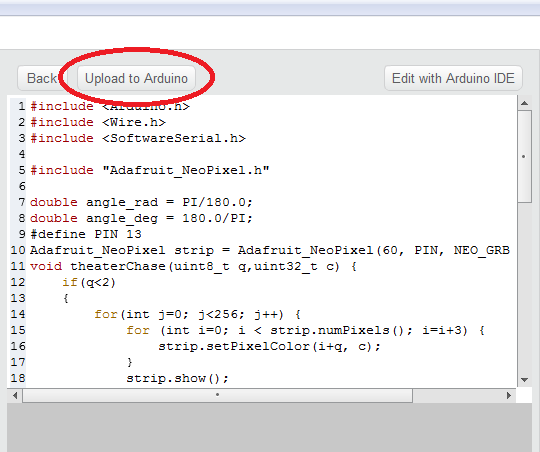 Back Upload to Arduino Edit with Arduino IDE
1 #include <Arduino.h>
2 #include <Wire.h>
3 #include <SoftwareSerial.h>
4
5 #include "Adafruit_NeoPixel.h"
6
7 double angle_rad = PI/180.0;
8 double angle_deg = 180.0/PI;
9 #define PIN 13
10 Adafruit_NeoPixel strip = Adafruit_NeoPixel(60, PIN, NEO_GRB
11 void theaterChase(uint8_t q,uint32_t c) {
12     if(q<2)
13     {
14         for(int j=0; j<256; j++) {
15             for (int i=0; i < strip.numPixels(); i=i+3) {
16                 strip.setPixelColor(i+q, c);
17             }
18             strip.show();